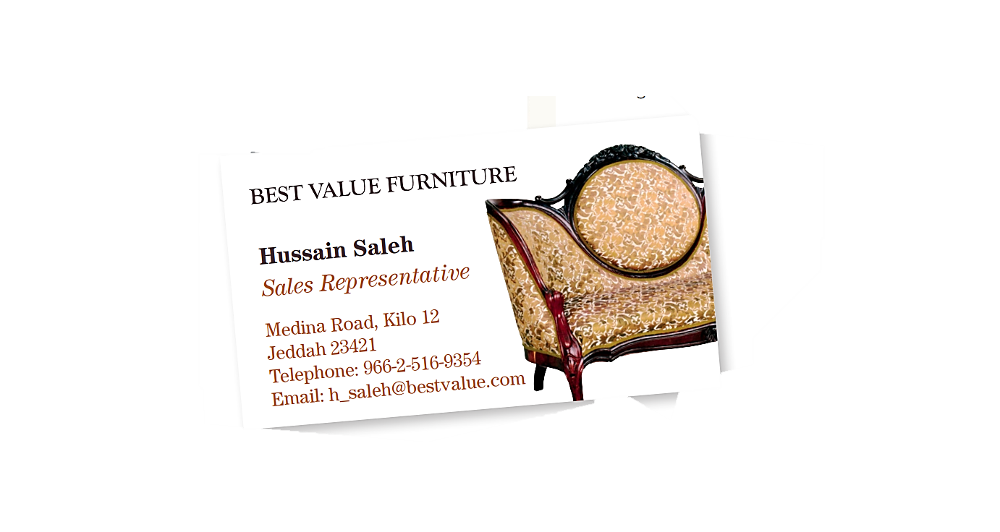 BEST VALUE FURNITURE
Hussain Saleh
Sales Representative
Medina Road, Kilo 12
Jeddah 23421
Telephone: 966-2-516-9354
Email: h_saleh@bestvalue.com